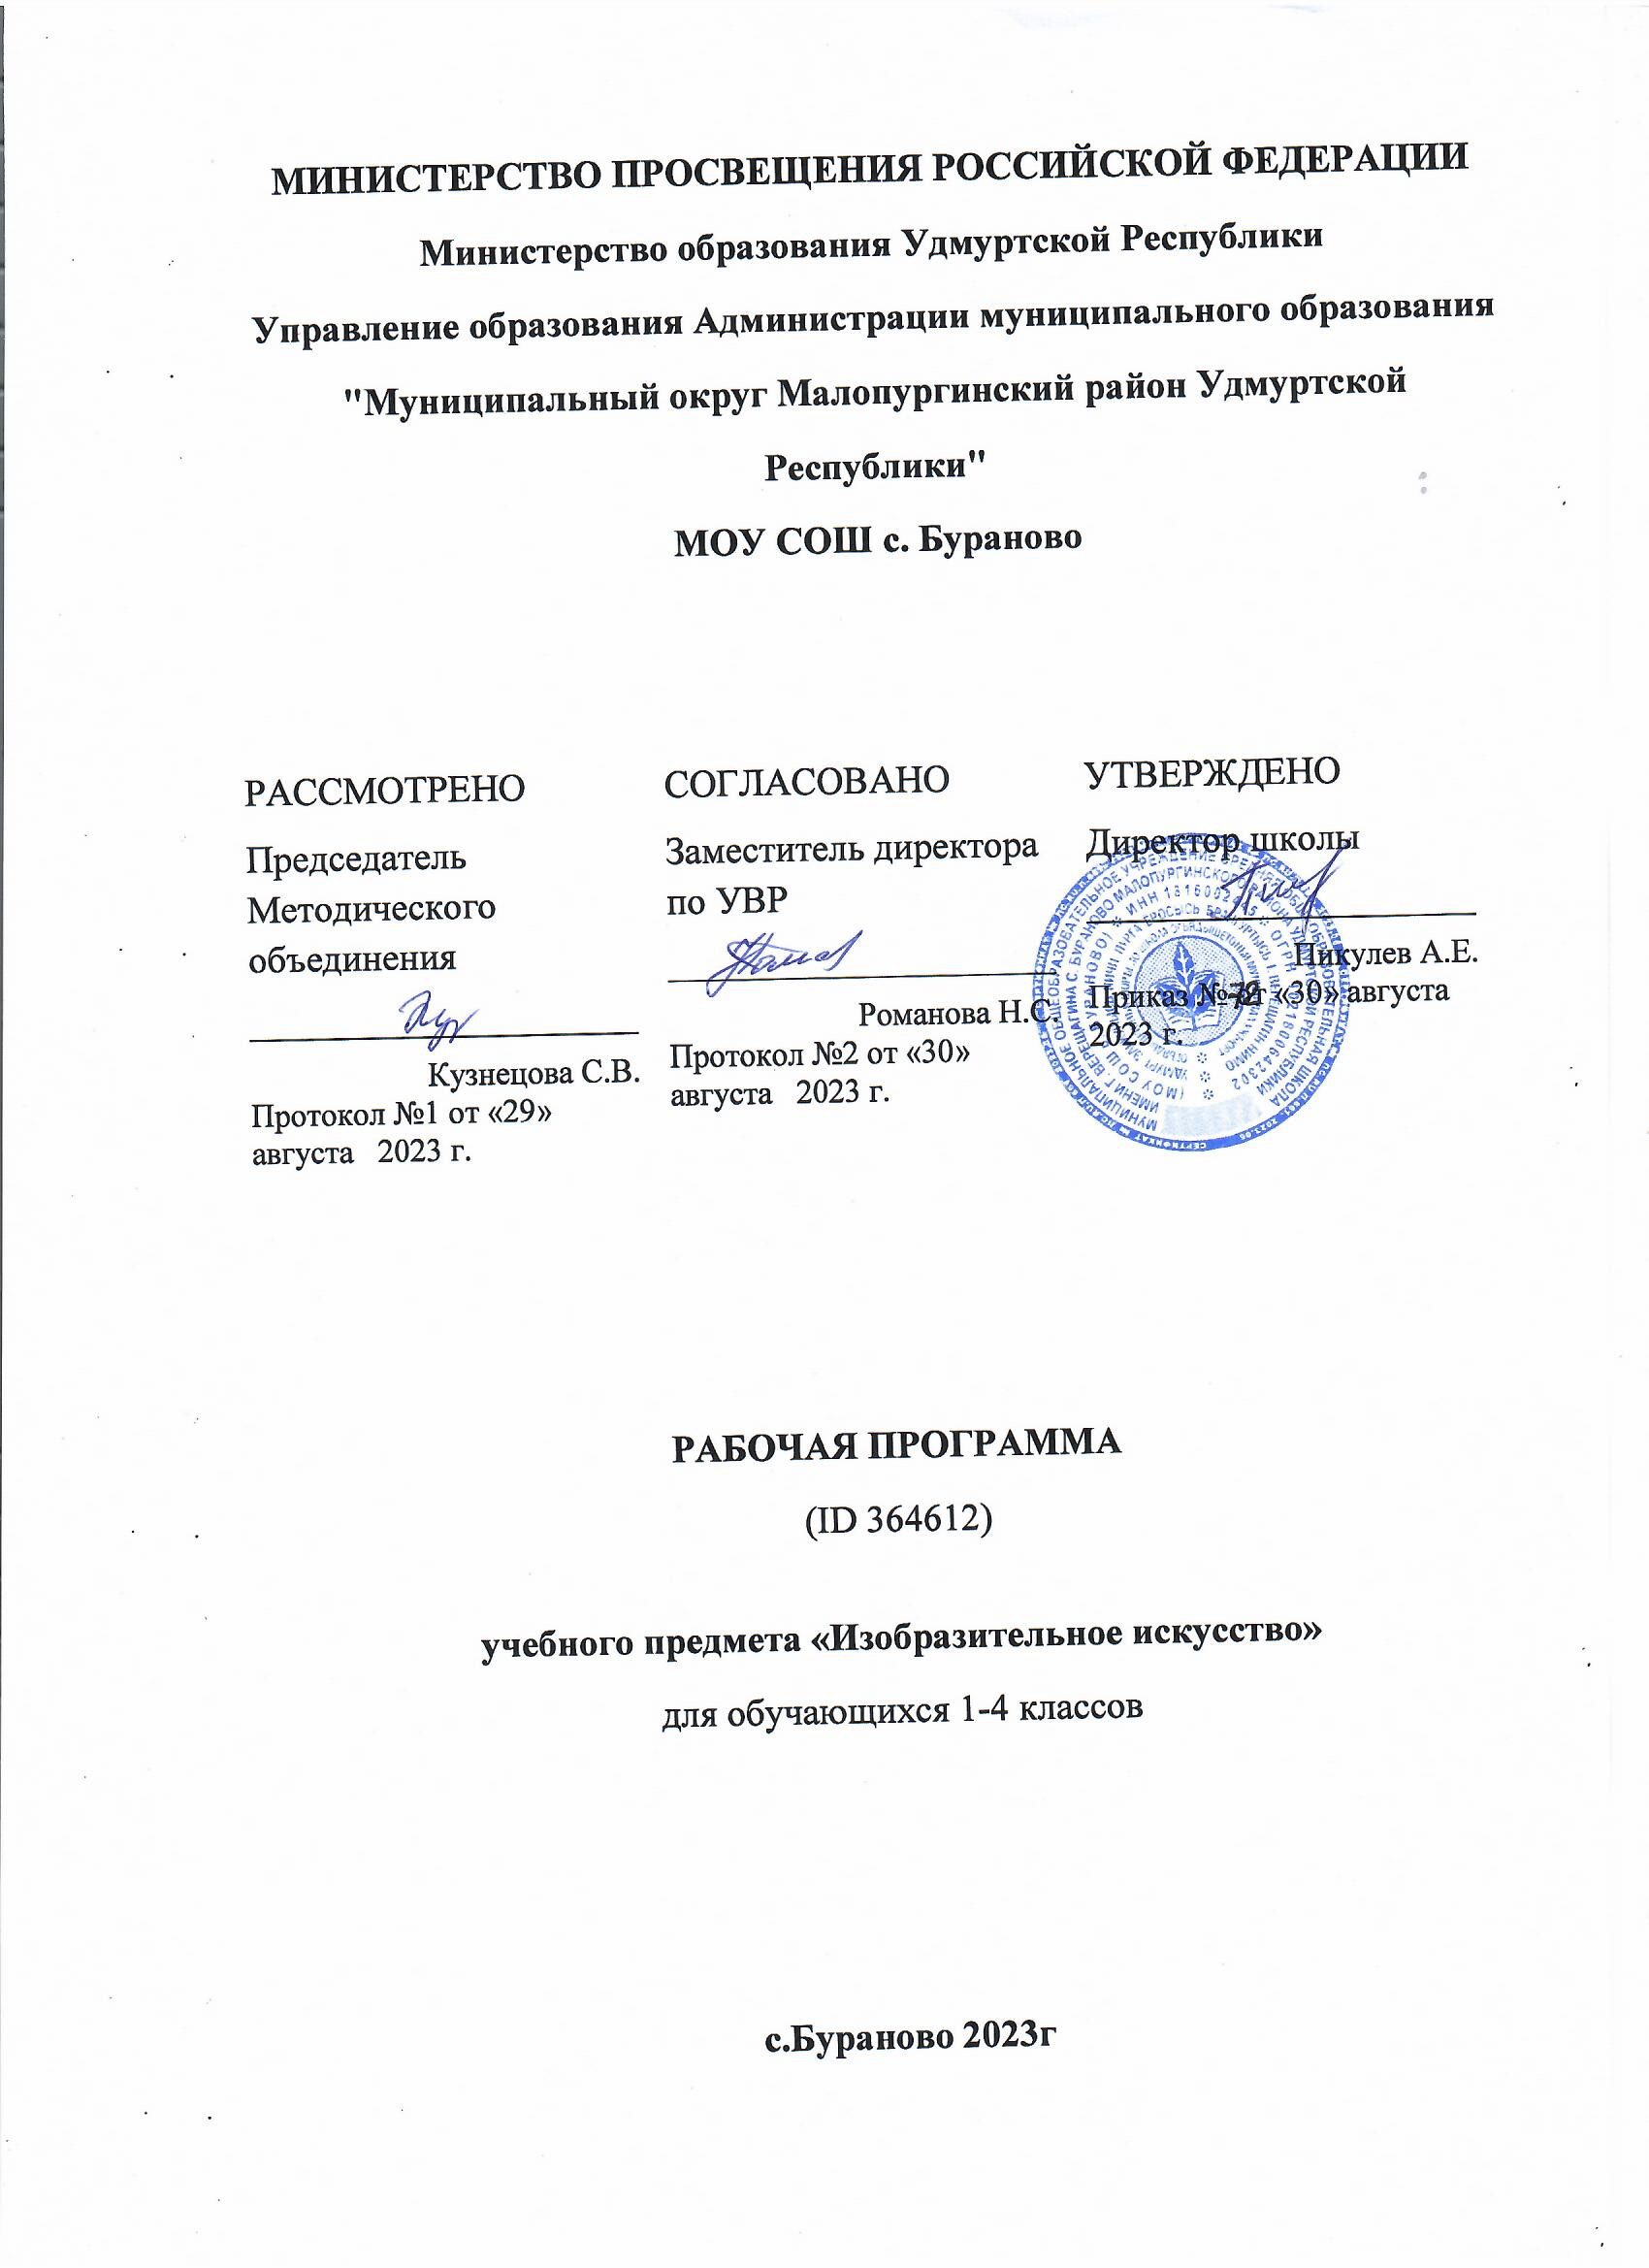 МИНИСТЕРСТВО ПРОСВЕЩЕНИЯ РОССИЙСКОЙ ФЕДЕРАЦИИ
Министерство образования Удмуртской Республики
Управление образования Администрации муниципального образования
"Муниципальный округ Малопургинский район Удмуртской
Республики"
МОУ СОШ с. Бураново
РАССМОТРЕНО
Председатель
Методического
объединения
Кузнецова С.В.
Протокол №1 от «29»
августа 2023 г.
СОГЛАСОВАНО
Заместитель директора
по УВР
Романова Н.С.
Протокол №2 от «30»
августа 2023 г.
УТВЕРЖДЕНО
Директор школы
Пикулев А.Е.
Приказ № от «30» августа
2023 г.
РАБОЧАЯ ПРОГРАММА
(ID 364612)
учебного предмета «Изобразительное искусство»
для обучающихся 1-4 классов
с.Бураново 2023г